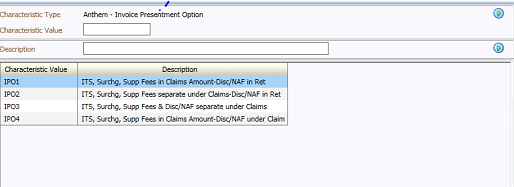 Characteristic Type Anthem - Invoice Presentment Option
Characteristic Value
Description
Characteristic Value Description
IPO1 ITS, Surchg, Supp Fees in Claims Amount-Disc/NAF in Ret
IPO2 ITS, Surchg, Supp Fees separate under Claims-Disc/NAF in Ret
IPO3 ITS, Surchg, Supp Fees & Disc/NAF separate under Claims
IPO4 ITS, Surchg, Supp Fees in Claims Amount-Disc/NAF under Claim